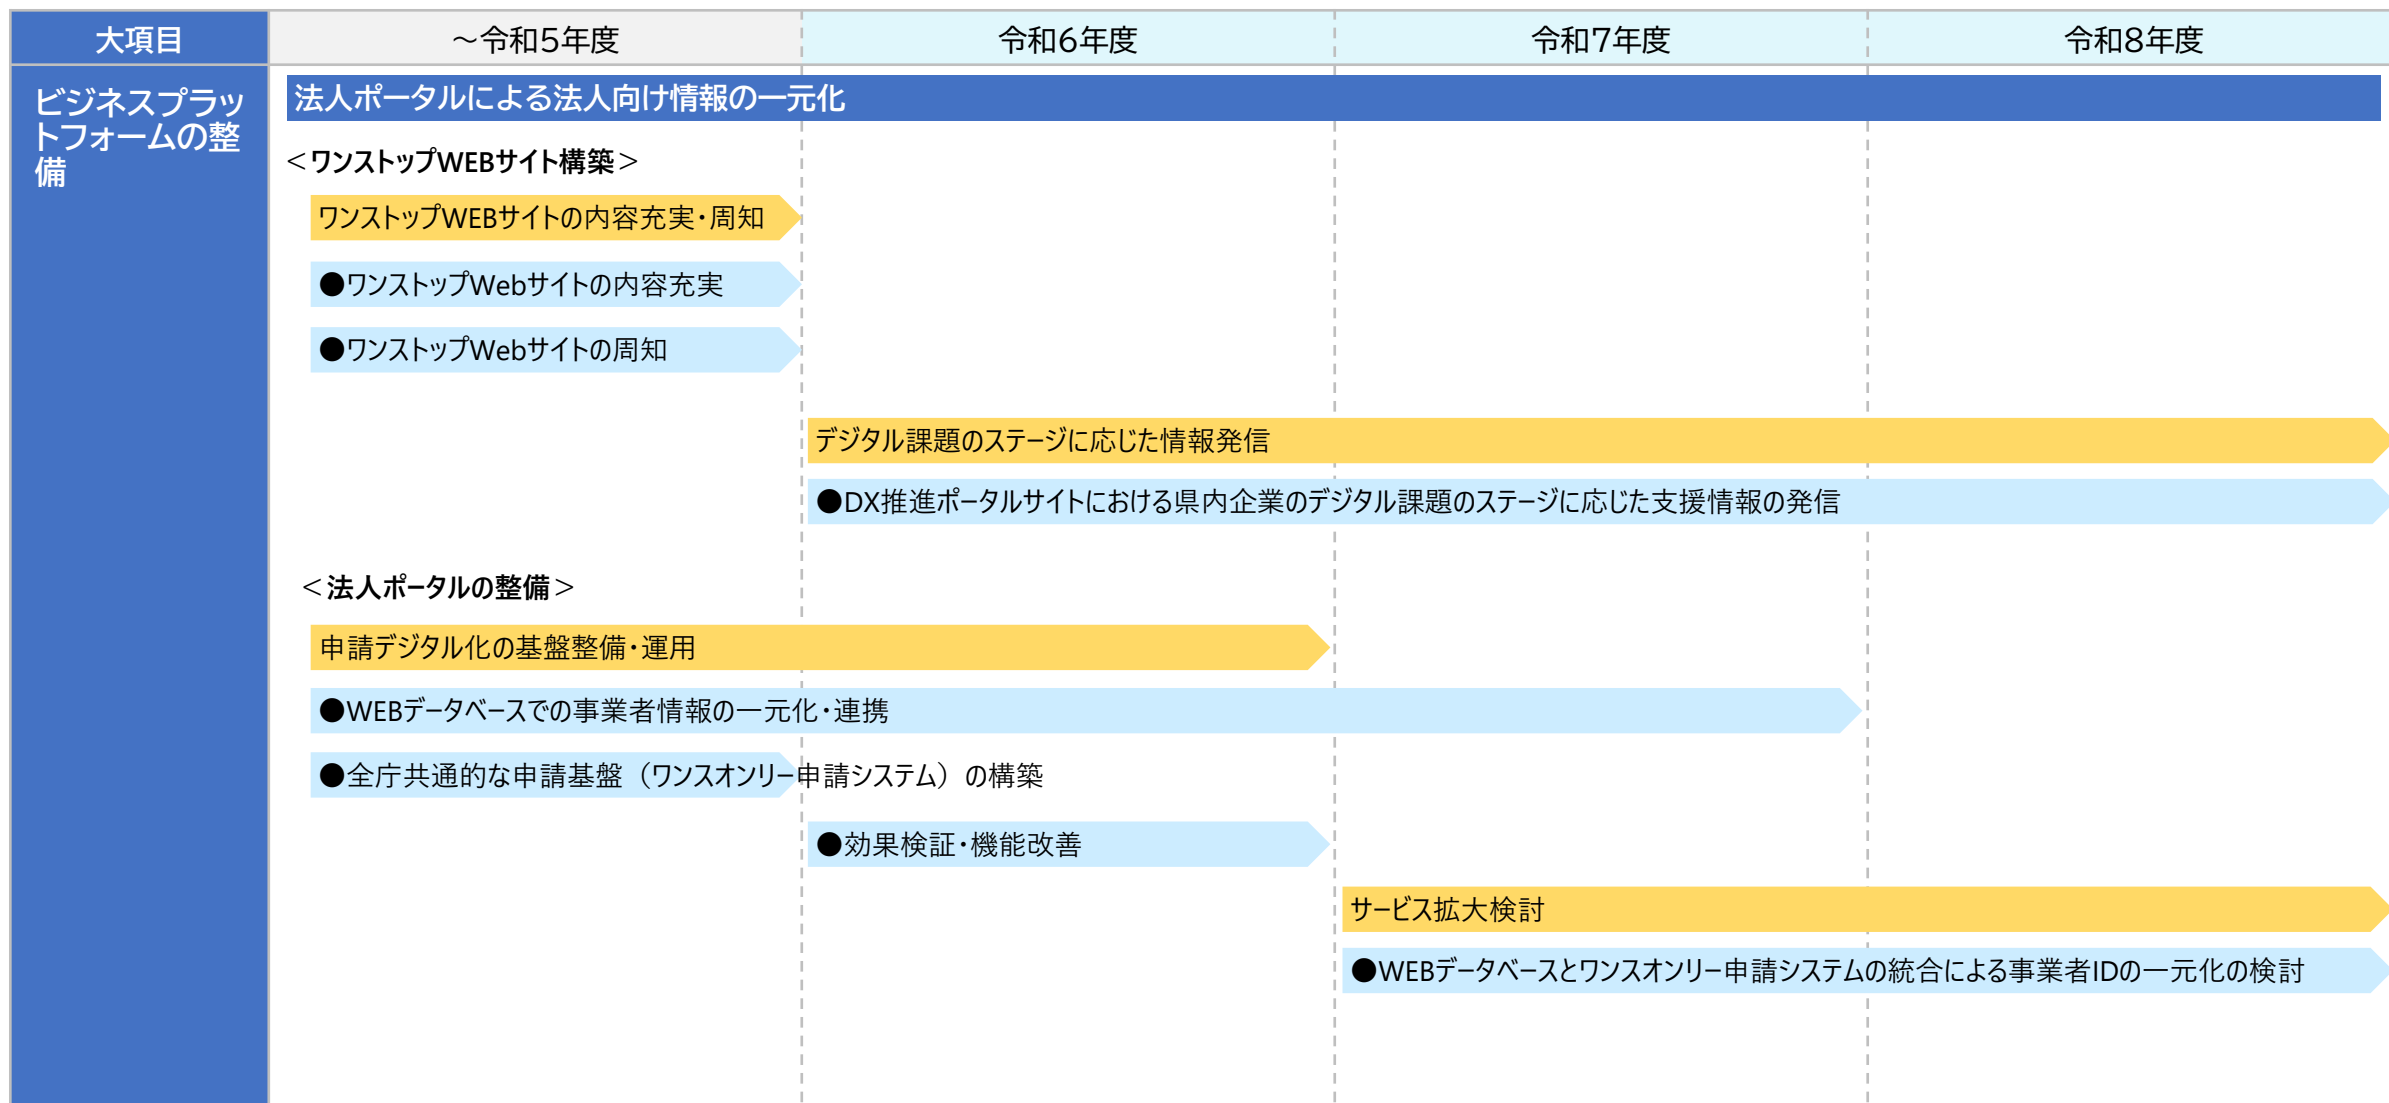 大項目
～令和5年度
令和6年度
令和7年度
令和8年度
ビジネスプラッ
トフォームの整
備
法人ポータルによる法人向け情報の一元化
＜ワンストップWEBサイト構築＞
ワンストップWEBサイトの内容充実・周知
●ワンストップWebサイトの内容充実
●ワンストップWebサイトの周知
デジタル課題のステージに応じた情報発信
●DX推進ポータルサイトにおける県内企業のデジタル課題のステージに応じた支援情報の発信
＜法人ポータルの整備＞
申請デジタル化の基盤整備・運用
●WEBデータベースでの事業者情報の一元化・連携
●全庁共通的な申請基盤（ワンスオンリー申請システム）の構築
●効果検証・機能改善
サービス拡大検討
●WEBデータベースとワンスオンリー申請システムの統合による事業者IDの一元化の検討